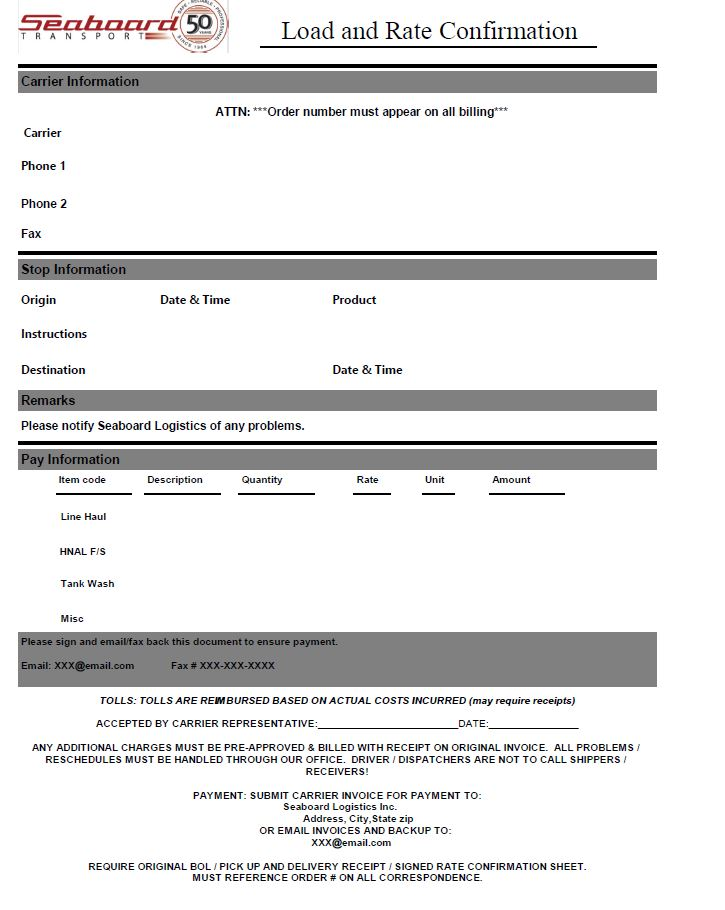 Seaboard
TRANSPORT
SAFE · RELIABLE · PROFESSIONAL
50
YEARS
SINCE 1964
Load and Rate Confirmation
Carrier Information
ATTN: ***Order number must appear on all billing***
Carrier
Phone 1
Phone 2
Fax
Stop Information
Origin Date & Time Product
Instructions
Destination Date & Time
Remarks
Please notify Seaboard Logistics of any problems.
Pay Information
Item code Description Quantity Rate Unit Amount
Line Haul
HNAL F/S
Tank Wash
Misc
Please sign and email/fax back this document to ensure payment.
Email: XXX@email.com Fax # XXX-XXX-XXXX
TOLLS: TOLLS ARE REIMBURSED BASED ON ACTUAL COSTS INCURRED (may require receipts)
ACCEPTED BY CARRIER REPRESENTATIVE:______________________DATE:______________
ANY ADDITIONAL CHARGES MUST BE PRE-APPROVED & BILLED WITH RECEIPT ON ORIGINAL INVOICE. ALL PROBLEMS /
RESCHEDULES MUST BE HANDLED THROUGH OUR OFFICE. DRIVER / DISPATCHERS ARE NOT TO CALL SHIPPERS /
RECEIVERS!
PAYMENT: SUBMIT CARRIER INVOICE FOR PAYMENT TO:
Seaboard Logistics Inc.
Address, City,State zip
OR EMAIL INVOICES AND BACKUP TO:
XXX@email.com
REQUIRE ORIGINAL BOL / PICK UP AND DELIVERY RECEIPT / SIGNED RATE CONFIRMATION SHEET.
MUST REFERENCE ORDER # ON ALL CORRESPONDENCE.